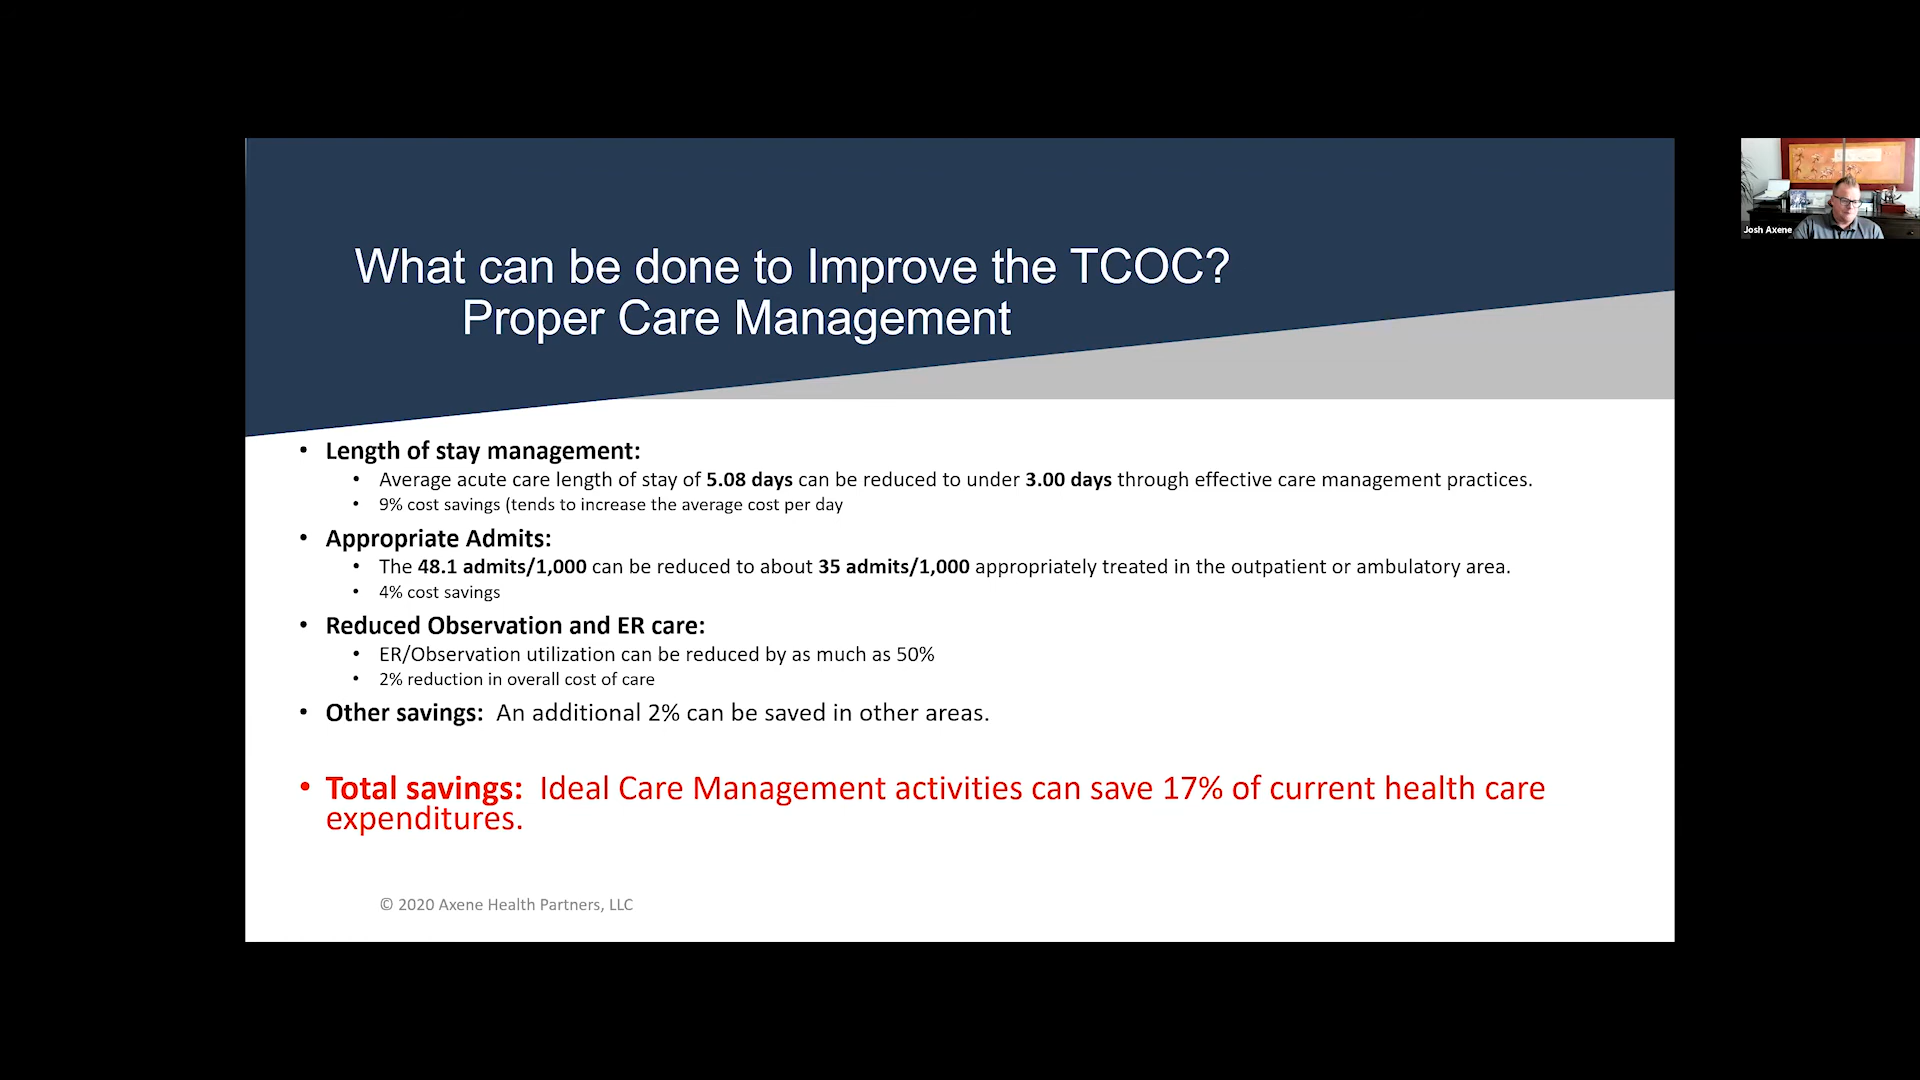 What can be done to Improve the TCOC?
Proper Care Management
Josh Axene
• Length of stay management:
• Average acute care length of stay of 5.08 days can be reduced to under 3.00 days through effective care management practices.
• 9% cost savings (tends to increase the average cost per day
• Appropriate Admits:
• The 48.1 admits/1,000 can be reduced to about 35 admits/1,000 appropriately treated in the outpatient or ambulatory area.
• 4% cost savings
• Reduced Observation and ER care:
• ER/Observation utilization can be reduced by as much as 50%
• 2% reduction in overall cost of care
• Other savings: An additional 2% can be saved in other areas.
• Total savings: Ideal Care Management activities can save 17% of current health care
expenditures.
© 2020 Axene Health Partners, LLC